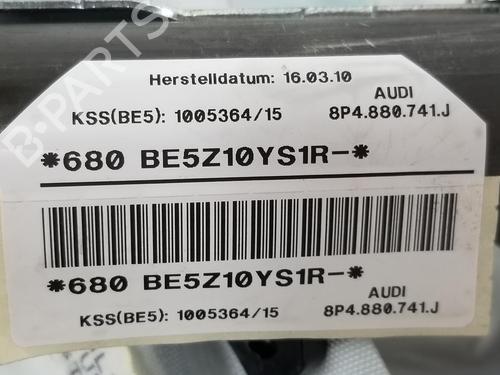 Herstelldatum: 16.03.10
AUDI
KSS(BE5): 1005364/15
8P4.880.741.J
*680 BE5Z10YS1R-*
*680 BE5Z10YS1R-*
AUDI
KSS(BE5): 1005364/15
8P4.880.741.J
B-PARTS